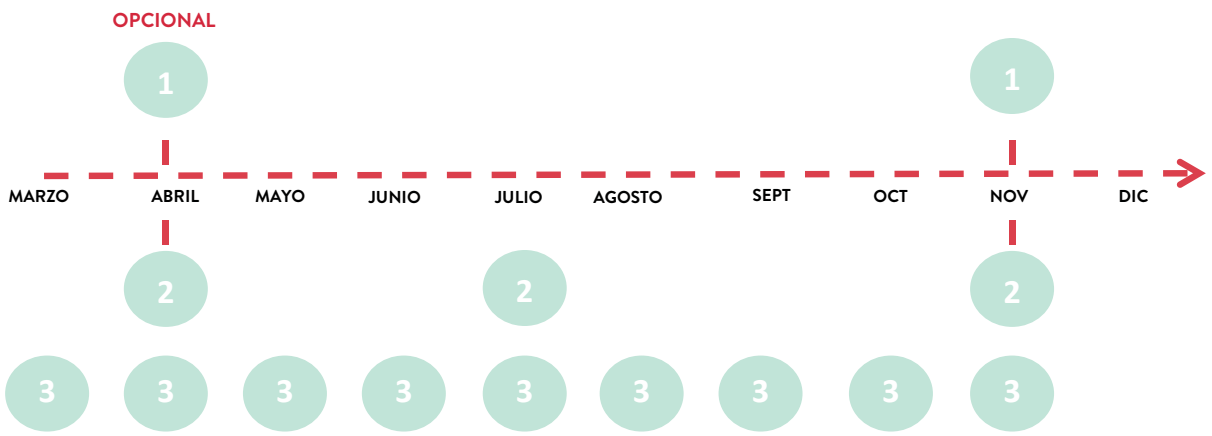 OPCIONAL
1 1
MARZO ABRIL MAYO JUNIO JULIO AGOSTO SEPT OCT NOV DIC
2 2 2
3 3 3 3 3 3 3 3 3